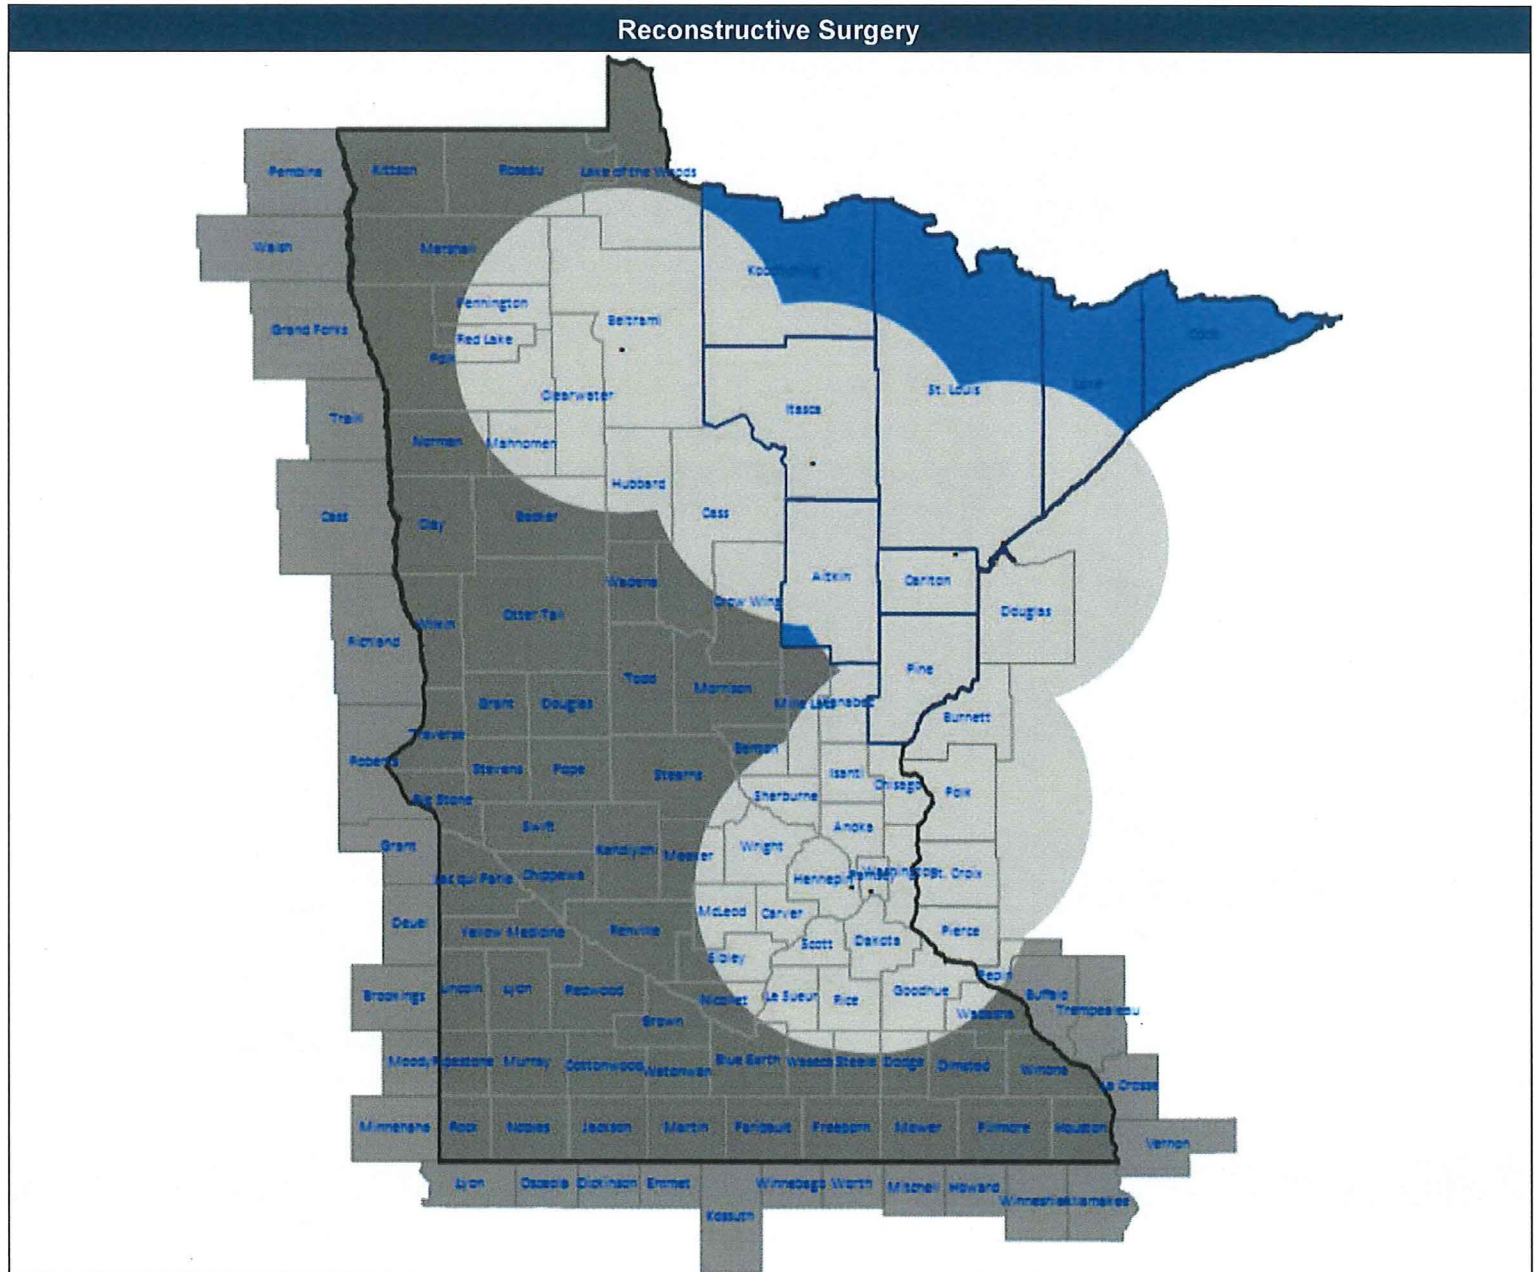 Reconstructive Surgery
Pembina
Kittson
Roseau
Lake of the Woods
Walsh
Marshall
Koochiching
Pennington
Grand Forks
Beltrami
Red Lake
Polk
Cook
Lake
St. Louis
Clearwater
Itasca
Traill
Norman
Mahnomen
Hubbard
Cass
Cass
Clay
Becker
Wadena
Aitkin
Carlton
Crow Wing
Otter Tail
Douglas
Wilkin
Richland
Pine
Todd
Morrison
Grant
Douglas
Mille Lacs
Kanabec
Burnett
Traverse
Benton
Roberts
Stevens
Pope
Stearns
Isanti
Chisago
Polk
Sherburne
Big Stone
Swift
Anoka
Grant
Kandiyohi
Meeker
Wright
Lac qui Parle
Chippewa
Hennepin
Ramsey
Washington
St. Croix
McLeod
Carver
Deuel
Yellow Medicine
Renville
Scott
Dakota
Pierce
Sibley
Pepin
Brookings
Lincoln
Lyon
Redwood
Nicollet
Le Sueur
Rice
Goodhue
Buffalo
Wabasha
Trempealeau
Brown
Moody
Pipestone
Murray
Cottonwood
Watonwan
Blue Earth
Waseca
Steele
Dodge
Olmsted
Winona
La Crosse
Minnehaha
Rock
Nobles
Jackson
Martin
Faribault
Freeborn
Mower
Fillmore
Houston
Vernon
Lyon
Osceola
Dickinson
Emmet
Winnebago
Worth
Mitchell
Howard
Winneshiek
Allamakee
Kossuth